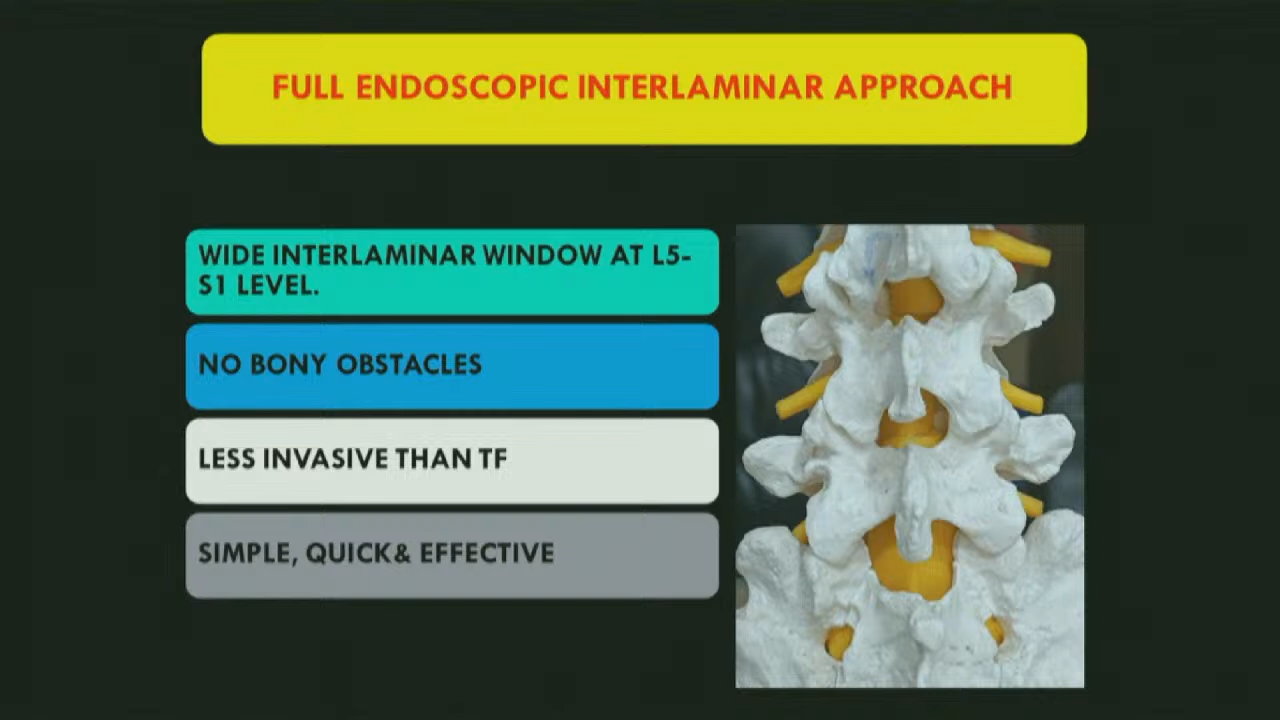 FULL ENDOSCOPIC INTERLAMINAR APPROACH
WIDE INTERLAMINAR WINDOW AT L5-
S1 LEVEL.
NO BONY OBSTACLES
LESS INVASIVE THAN TF
SIMPLE, QUICK& EFFECTIVE